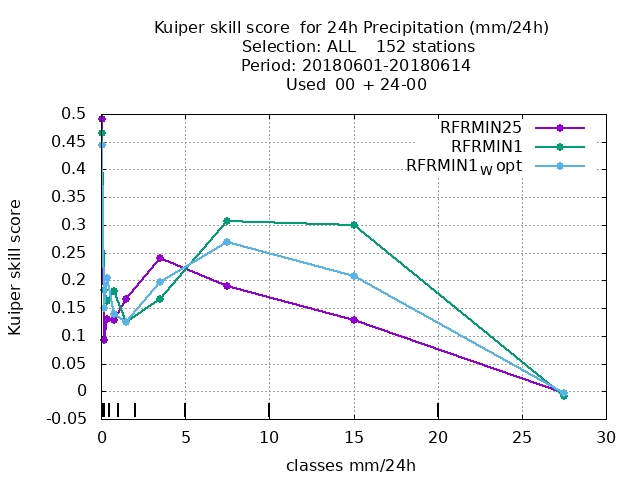 Kuiper skill score  for 24h Precipitation (mm/24h)
Selection: ALL    152 stations
Period: 20180601-20180614
Used  00 + 24-00
RFRMIN25
RFRMIN1
RFRMIN1w opt
0.5
0.45
0.4
0.35
0.3
0.25
0.2
0.15
0.1
0.05
0
-0.05
Kuiper skill score
0 5 10 15 20 25 30
classes mm/24h